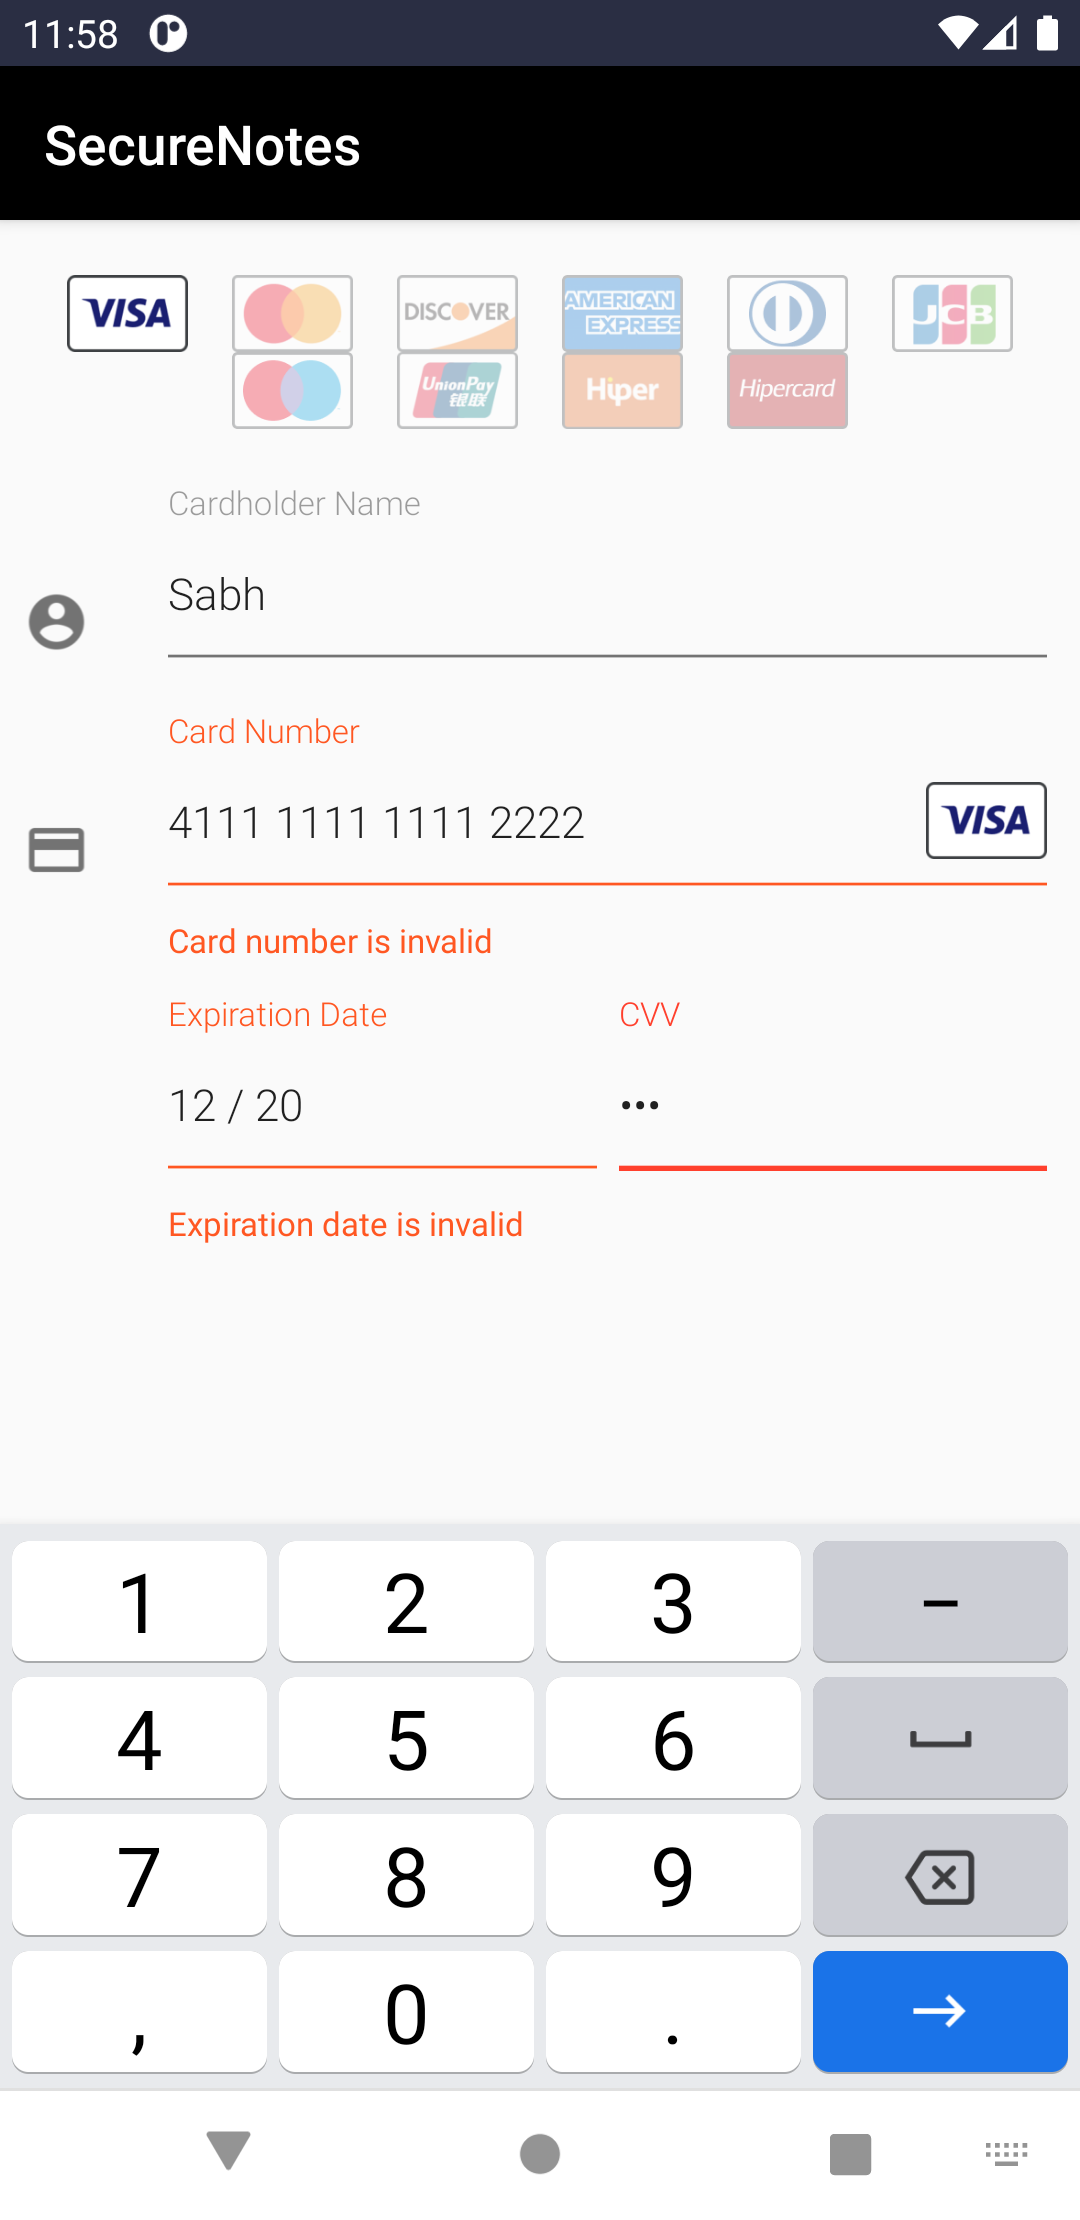 11:58
SecureNotes
VISA DISCOVER AMERICAN EXPRESS JCB
UnionPay 银联 Hiper Hipercard
Cardholder Name
Sabh
Card Number
4111 1111 1111 2222 VISA
Card number is invalid
Expiration Date CVV
12 / 20 •••
Expiration date is invalid
1 2 3 –
4 5 6
7 8 9
, 0 .